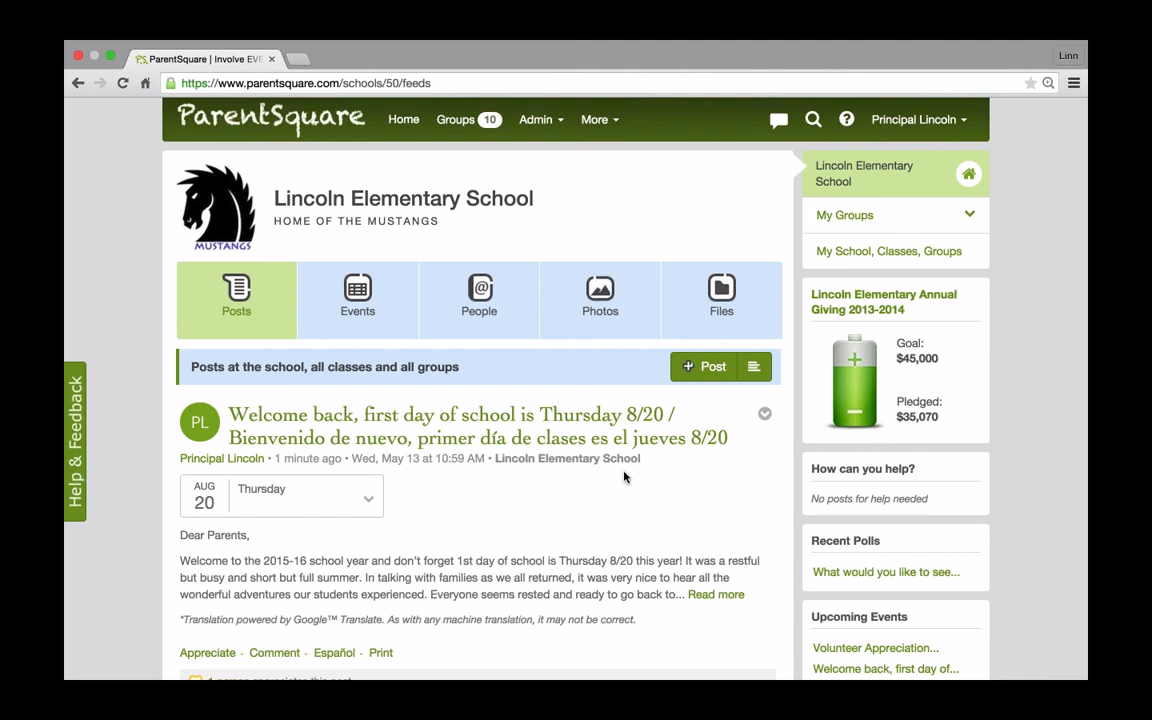 ParentSquare | Involve EVE
Linn
https://www.parentsquare.com/schools/50/feeds
ParentSquare Home Groups 10 Admin More Principal Lincoln
MUSTANGS
Lincoln Elementary School
HOME OF THE MUSTANGS
Posts Events People Photos Files
Posts at the school, all classes and all groups
+ Post
PL
Welcome back, first day of school is Thursday 8/20 /
Bienvenido de nuevo, primer día de clases es el jueves 8/20
Principal Lincoln • 1 minute ago • Wed, May 13 at 10:59 AM • Lincoln Elementary School
AUG
20
Thursday
Dear Parents,
Welcome to the 2015-16 school year and don't forget 1st day of school is Thursday 8/20 this year! It was a restful
but busy and short but full summer. In talking with families as we all returned, it was very nice to hear all the
wonderful adventures our students experienced. Everyone seems rested and ready to go back to... Read more
*Translation powered by Google™ Translate. As with any machine translation, it may not be correct.
Appreciate · Comment · Español · Print
1 person appreciates this post
Lincoln Elementary
School
My Groups
My School, Classes, Groups
Lincoln Elementary Annual
Giving 2013-2014
Goal:
$45,000
Pledged:
$35,070
How can you help?
No posts for help needed
Recent Polls
What would you like to see...
Upcoming Events
Volunteer Appreciation...
Welcome back, first day of...
Help & Feedback